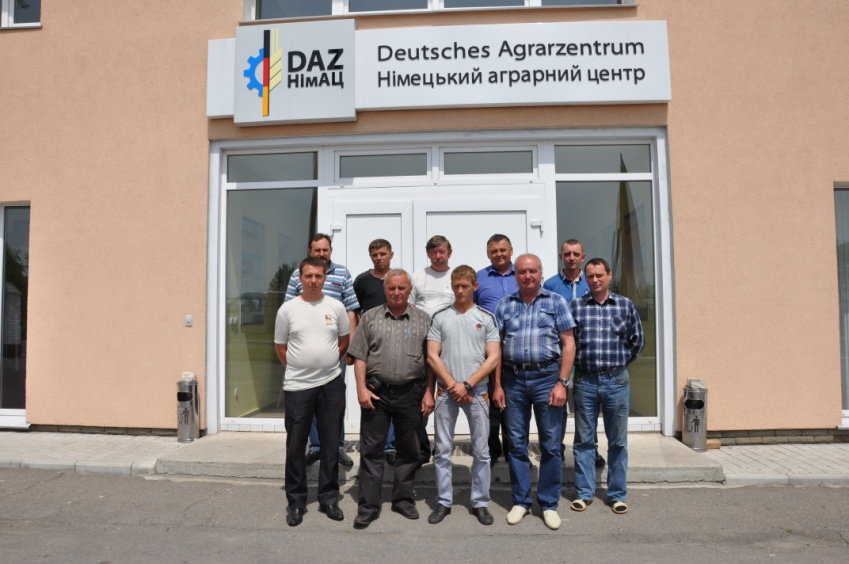 DAZ
НімАЦ
Deutsches Agrarzentrum
Німецький аграрний центр